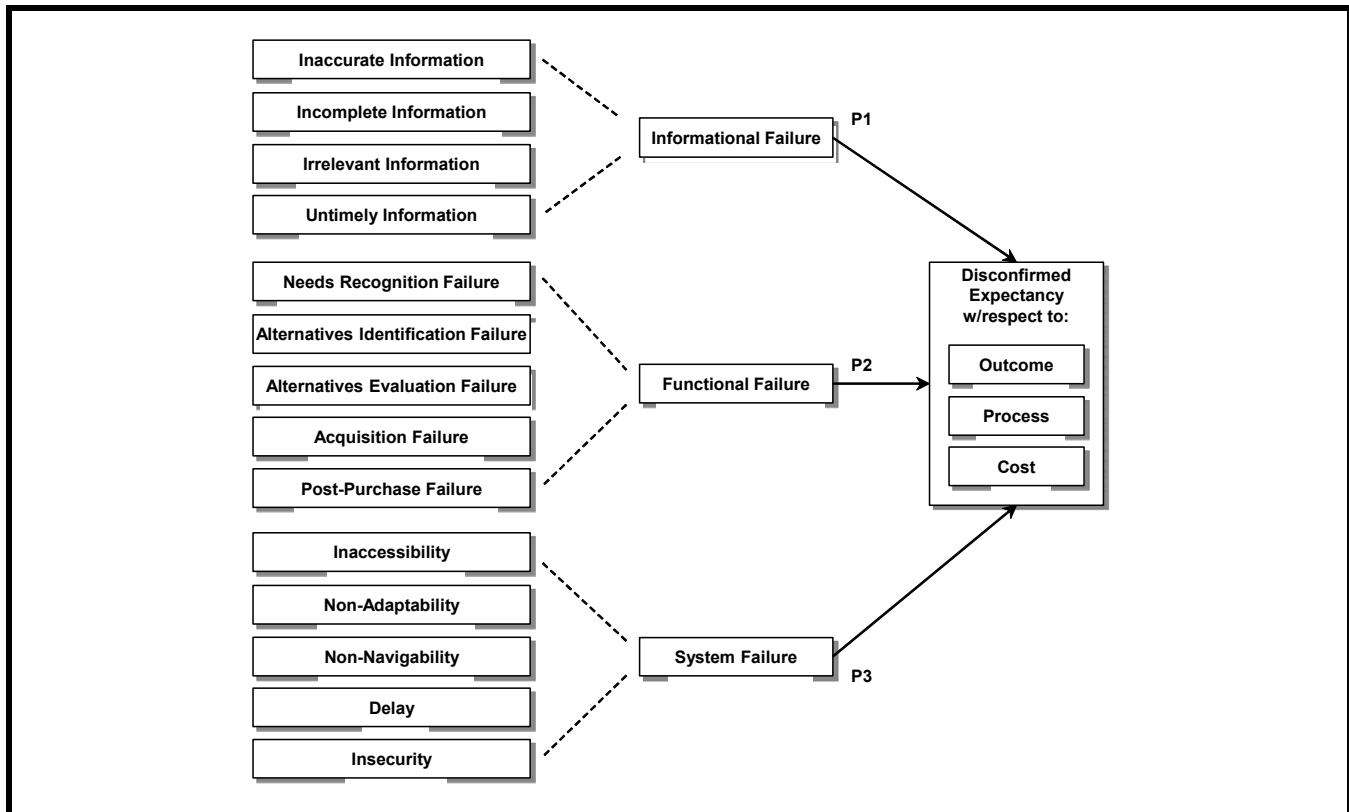 Inaccurate Information
Incomplete Information
Irrelevant Information
Untimely Information
Informational Failure
P1
Needs Recognition Failure
Alternatives Identification Failure
Alternatives Evaluation Failure
Acquisition Failure
Post-Purchase Failure
Functional Failure
P2
Inaccessibility
Non-Adaptability
Non-Navigability
Delay
Insecurity
System Failure
P3
Disconfirmed
Expectancy
w/respect to:
Outcome
Process
Cost